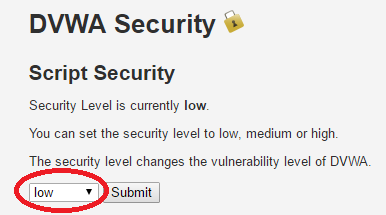 DVWA Security
Script Security
Security Level is currently low.
You can set the security level to low, medium or high.
The security level changes the vulnerability level of DVWA.
low Submit